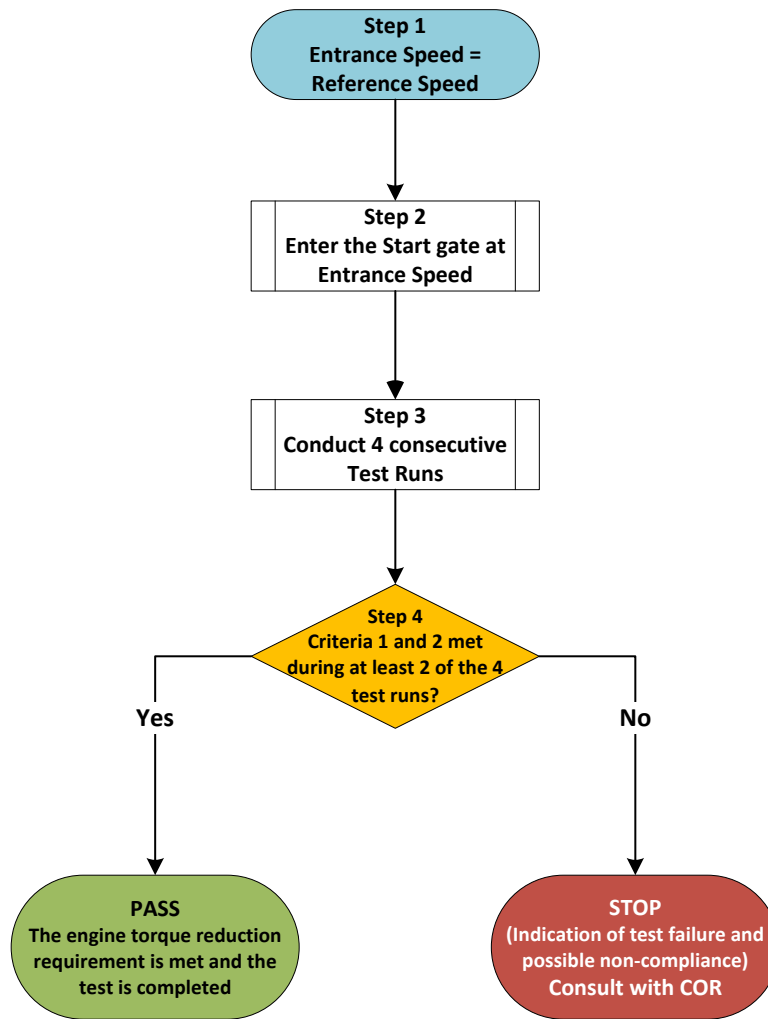 Step 1
Entrance Speed =
Reference Speed
Step 2
Enter the Start gate at
Entrance Speed
Step 3
Conduct 4 consecutive
Test Runs
Step 4
Criteria 1 and 2 met
during at least 2 of the 4
test runs?
Yes
No
PASS
The engine torque reduction
requirement is met and the
test is completed
STOP
(Indication of test failure and
possible non-compliance)
Consult with COR